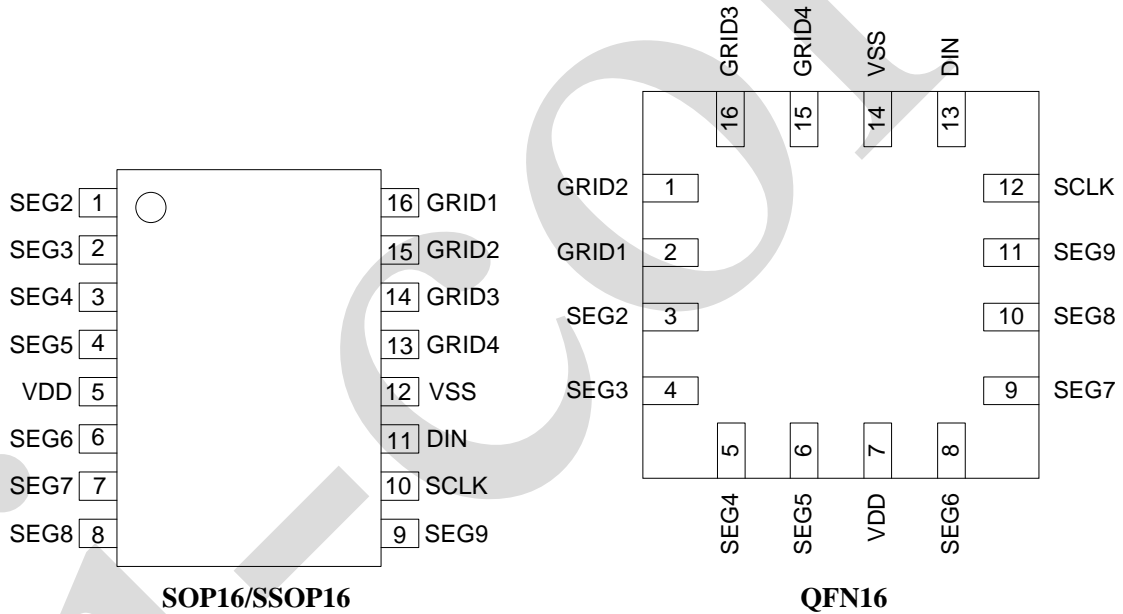 SEG2 1
SEG3 2
SEG4 3
SEG5 4
VDD 5
SEG6 6
SEG7 7
SEG8 8
16 GRID1
15 GRID2
14 GRID3
13 GRID4
12 VSS
11 DIN
10 SCLK
9 SEG9
SOP16/SSOP16
GRID3 GRID4 VSS DIN
16 15 14 13
GRID2 1
GRID1 2
SEG2 3
SEG3 4
12 SCLK
11 SEG9
10 SEG8
9 SEG7
5 6 7 8
SEG4 SEG5 VDD SEG6
QFN16